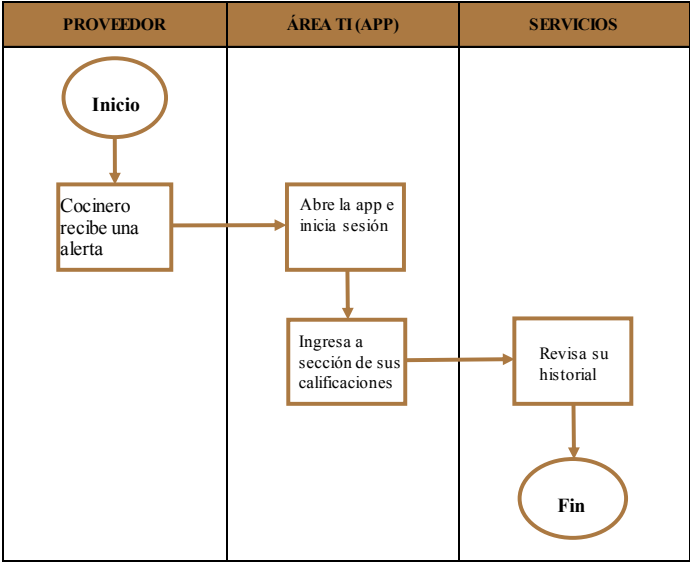 PROVEEDOR
ÁREA TI (APP)
SERVICIOS
Inicio
Cocinero
recibe una
alerta
Abre la app e
inicia sesión
Ingresa a
sección de sus
calificaciones
Revisa su
historial
Fin